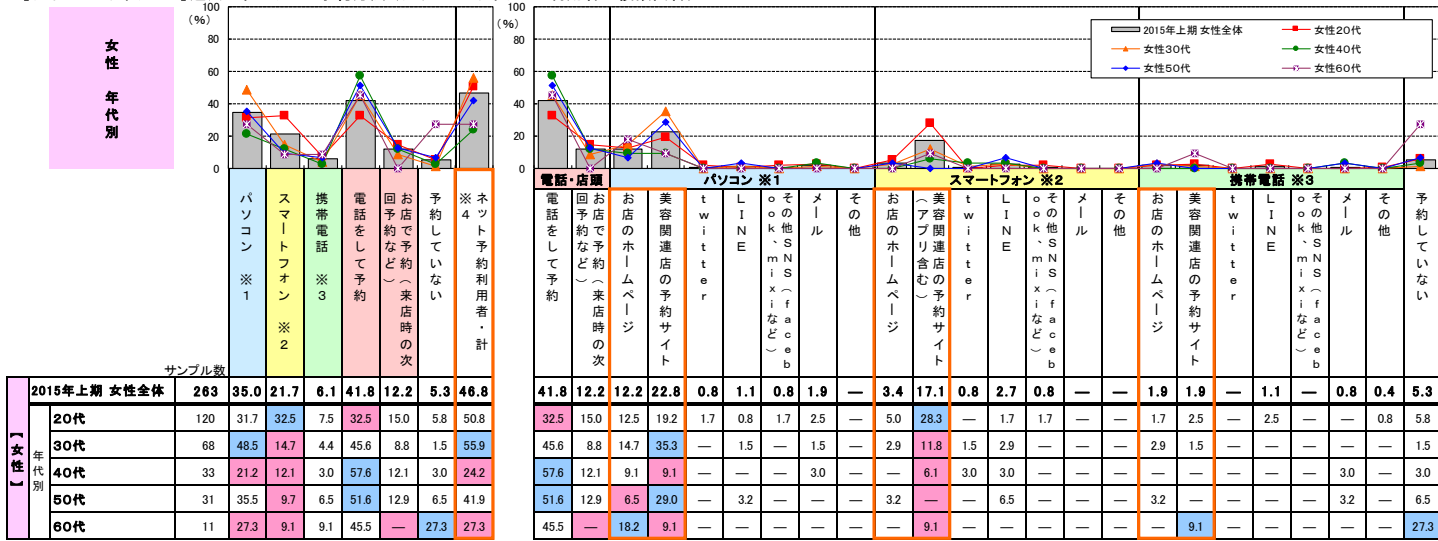 女性 年代別
(%)
100
80
60
40
20
0
(%)
100
80
60
40
20
0
2015年上期 女性全体
女性20代
女性30代
女性40代
女性50代
女性60代
電話・店頭
パソコン ※1
スマートフォン ※2
携帯電話 ※3
パソコン ※1
スマートフォン ※2
携帯電話 ※3
電話をして予約
お店で予約(来店時の次回予約など)
予約していない
ネット予約利用者・計 ※4
電話をして予約
お店で予約(来店時の次回予約など)
お店のホームページ
美容関連店の予約サイト
twitter
LINE
その他SNS(facebook、mixiなど)
メール
その他
お店のホームページ
美容関連店の予約サイト(アプリ含む)
twitter
LINE
その他SNS(facebook、mixiなど)
メール
その他
お店のホームページ
美容関連店の予約サイト
twitter
LINE
その他SNS(facebook、mixiなど)
メール
その他
予約していない
サンプル数
2015年上期 女性全体 263 35.0 21.7 6.1 41.8 12.2 5.3 46.8 41.8 12.2 12.2 22.8 0.8 1.1 0.8 1.9 — 3.4 17.1 0.8 2.7 0.8 — — 1.9 1.9 — 1.1 — 0.8 0.4 5.3
【女性】
年代別
20代 120 31.7 32.5 7.5 32.5 15.0 5.8 50.8 32.5 15.0 12.5 19.2 1.7 0.8 1.7 2.5 — 5.0 28.3 — 1.7 1.7 — — 1.7 2.5 — 2.5 — — 0.8 5.8
30代 68 48.5 14.7 4.4 45.6 8.8 1.5 55.9 45.6 8.8 14.7 35.3 — 1.5 — 1.5 — 2.9 11.8 1.5 2.9 — — — 2.9 1.5 — — — — — 1.5
40代 33 21.2 12.1 3.0 57.6 12.1 3.0 24.2 57.6 12.1 9.1 9.1 — — — 3.0 — — 6.1 3.0 3.0 — — — — — — — — 3.0 — 3.0
50代 31 35.5 9.7 6.5 51.6 12.9 6.5 41.9 51.6 12.9 6.5 29.0 — 3.2 — — — 3.2 — — 6.5 — — — 3.2 — — — — 3.2 — 6.5
60代 11 27.3 9.1 9.1 45.5 — 27.3 27.3 45.5 — 18.2 9.1 — — — — — — 9.1 — — — — — — 9.1 — — — — — 27.3